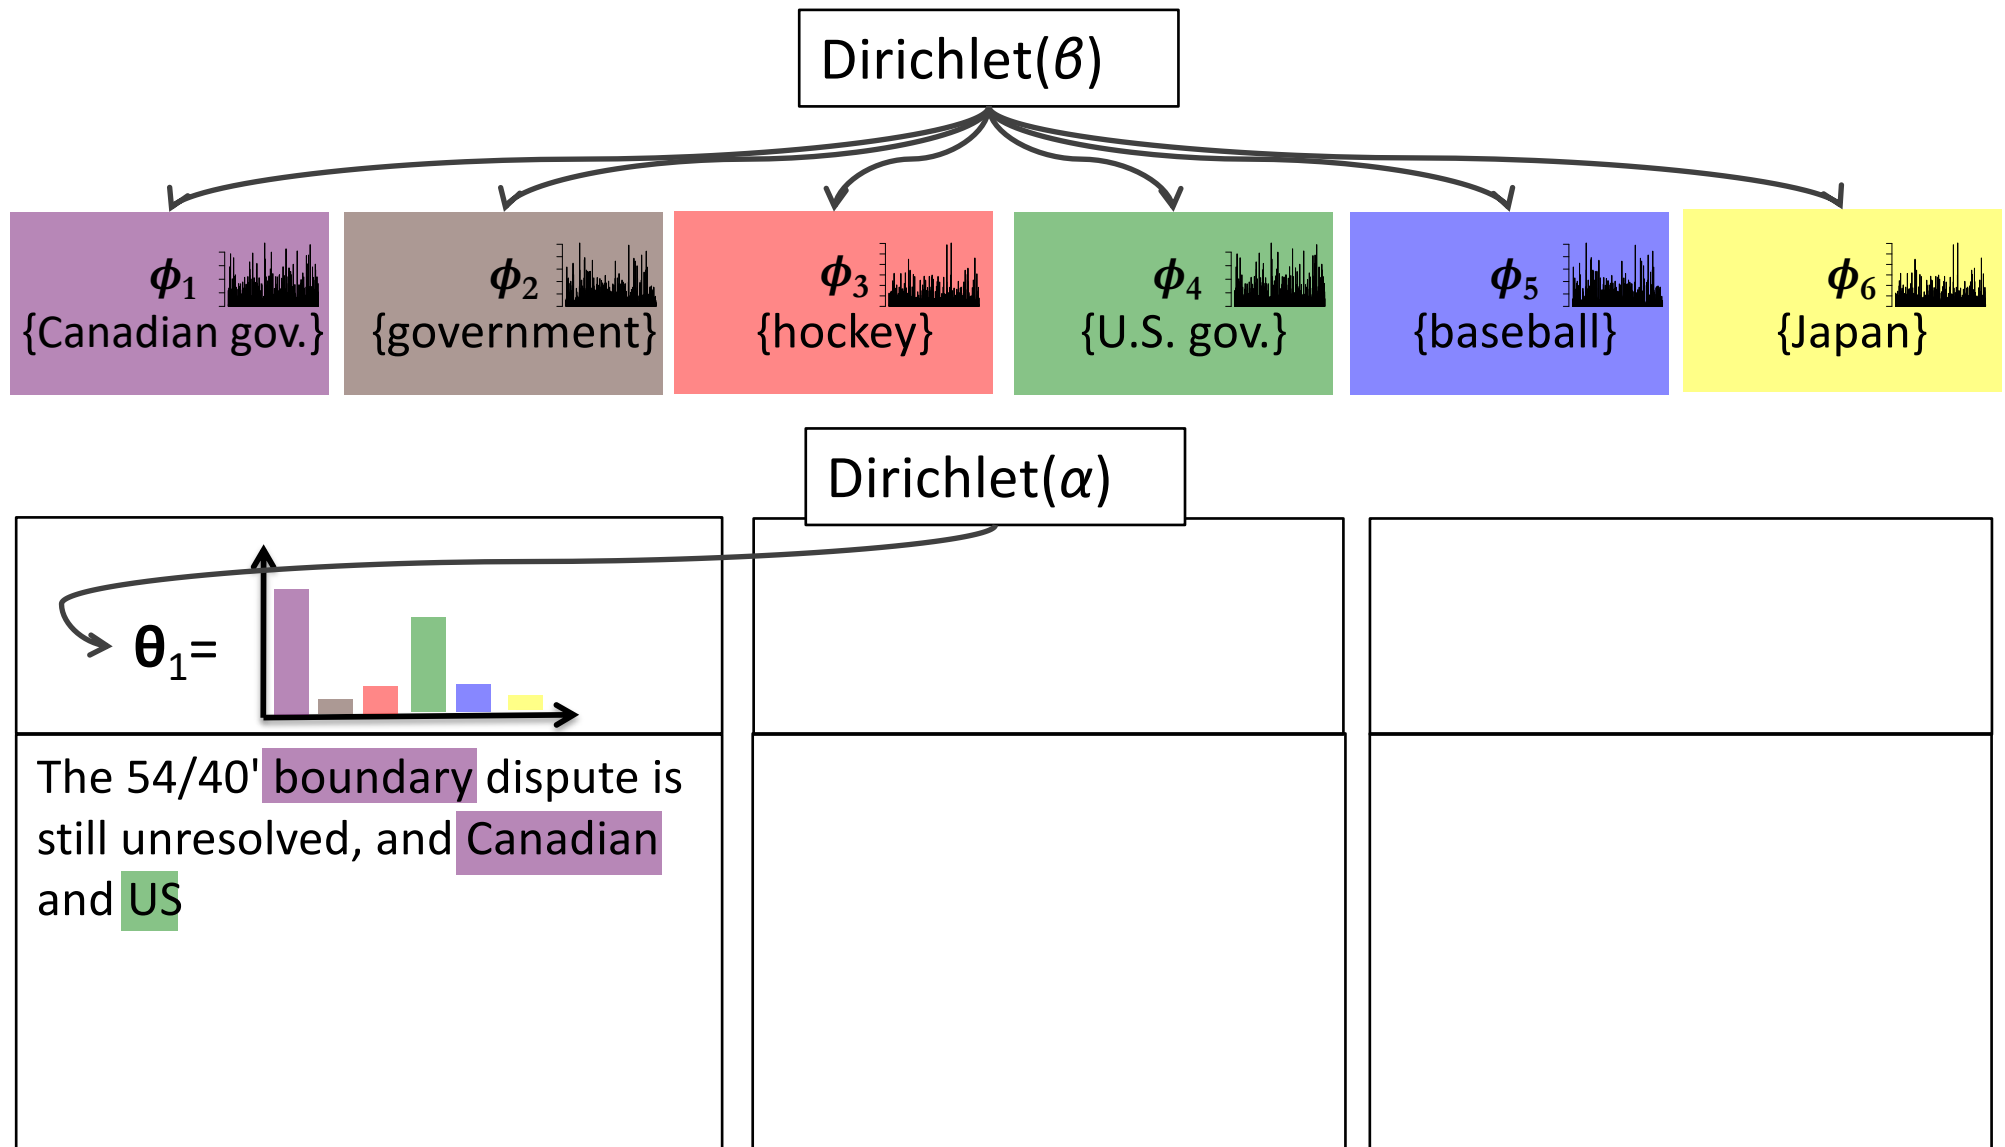 Dirichlet(β)
ϕ1
{Canadian gov.}
ϕ2
{government}
ϕ3
{hockey}
ϕ4
{U.S. gov.}
ϕ5
{baseball}
ϕ6
{Japan}
Dirichlet(α)
θ1=
The 54/40' boundary dispute is
still unresolved, and Canadian
and US